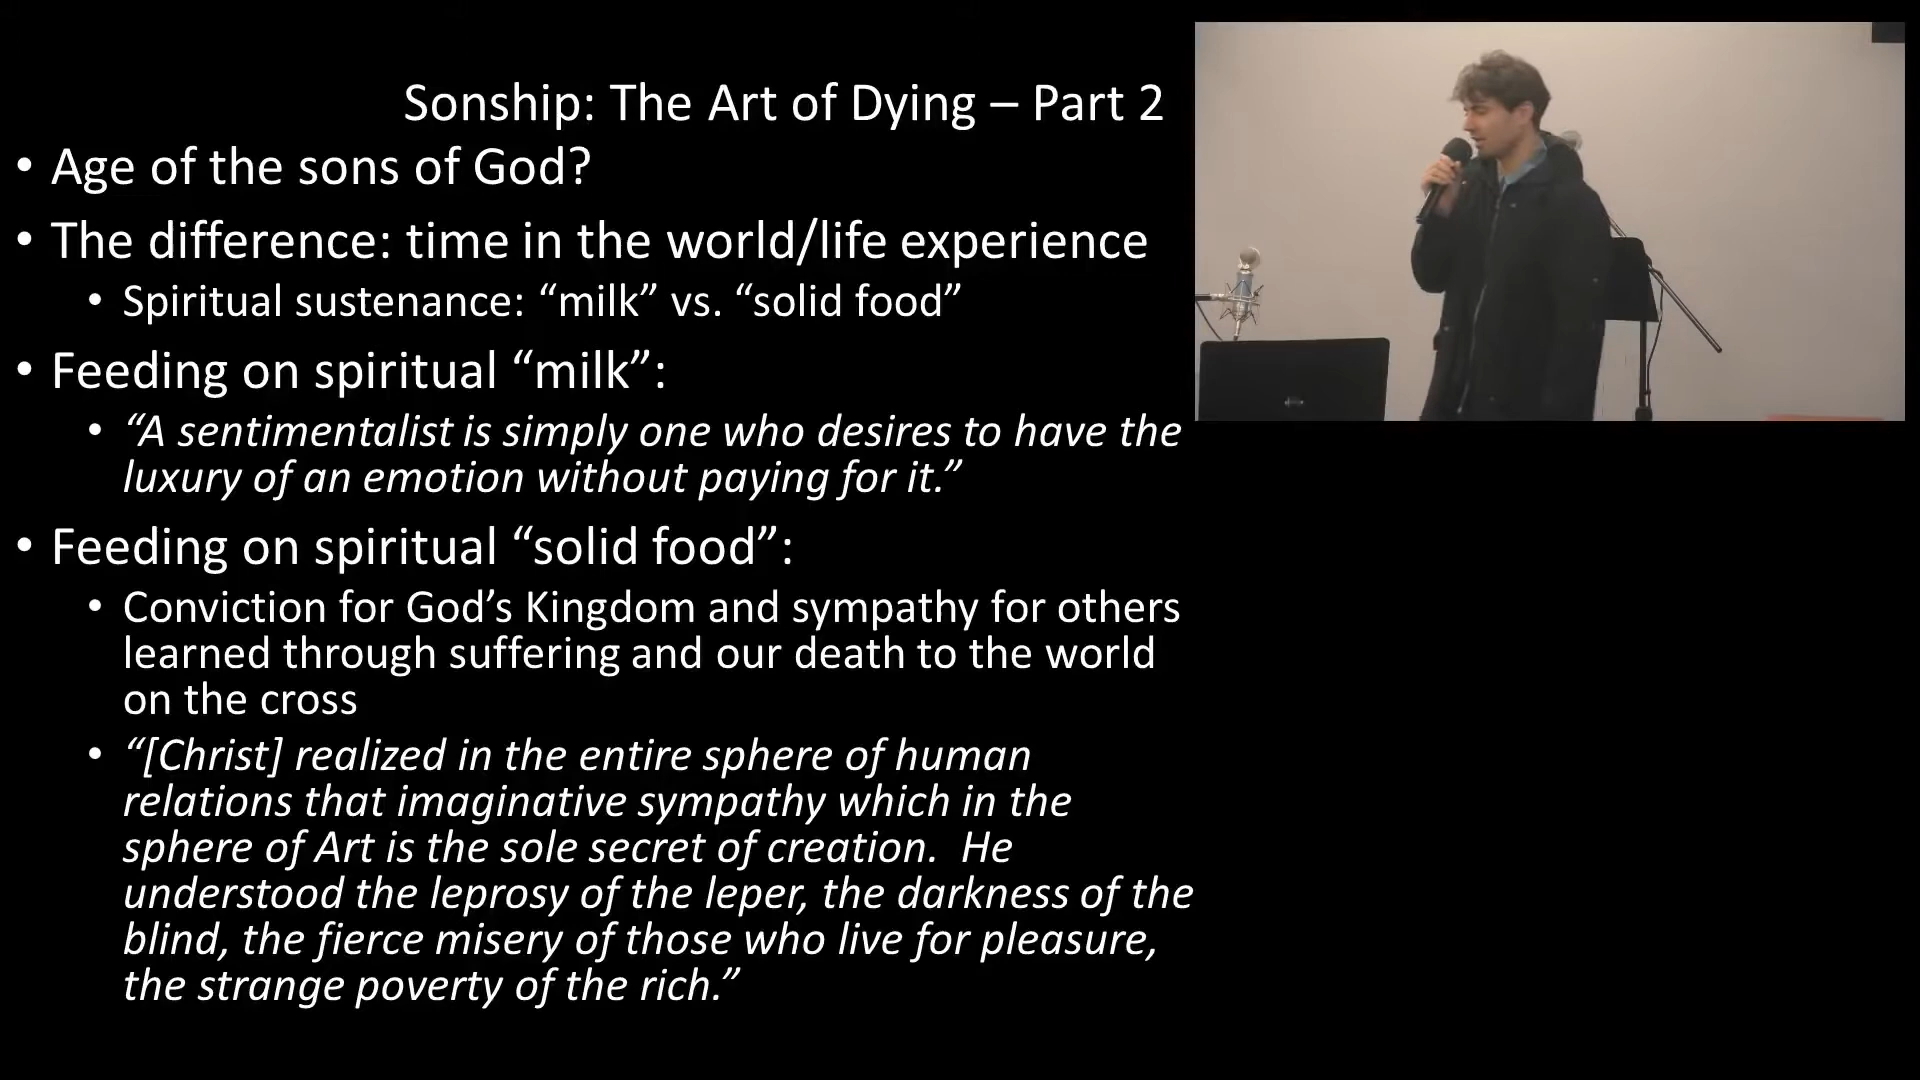 Sonship: The Art of Dying – Part 2
• Age of the sons of God?
• The difference: time in the world/life experience
• Spiritual sustenance: “milk” vs. “solid food”
• Feeding on spiritual “milk”:
• “A sentimentalist is simply one who desires to have the
luxury of an emotion without paying for it.”
• Feeding on spiritual “solid food”:
• Conviction for God’s Kingdom and sympathy for others
learned through suffering and our death to the world
on the cross
• “[Christ] realized in the entire sphere of human
relations that imaginative sympathy which in the
sphere of Art is the sole secret of creation.  He
understood the leprosy of the leper, the darkness of the
blind, the fierce misery of those who live for pleasure,
the strange poverty of the rich.”